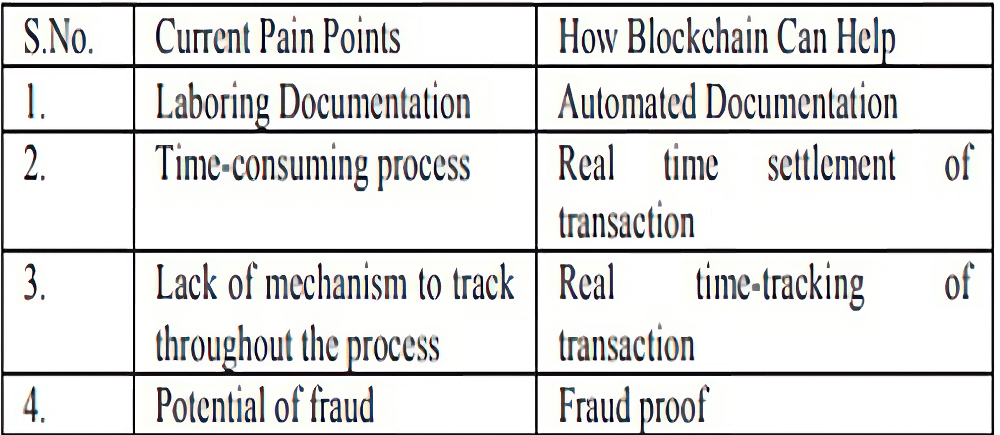 S.No. Current Pain Points How Blockchain Can Help
1. Laboring Documentation Automated Documentation
2. Time-consuming process Real time settlement of
transaction
3. Lack of mechanism to track Real time-tracking of
throughout the process transaction
4. Potential of fraud Fraud proof